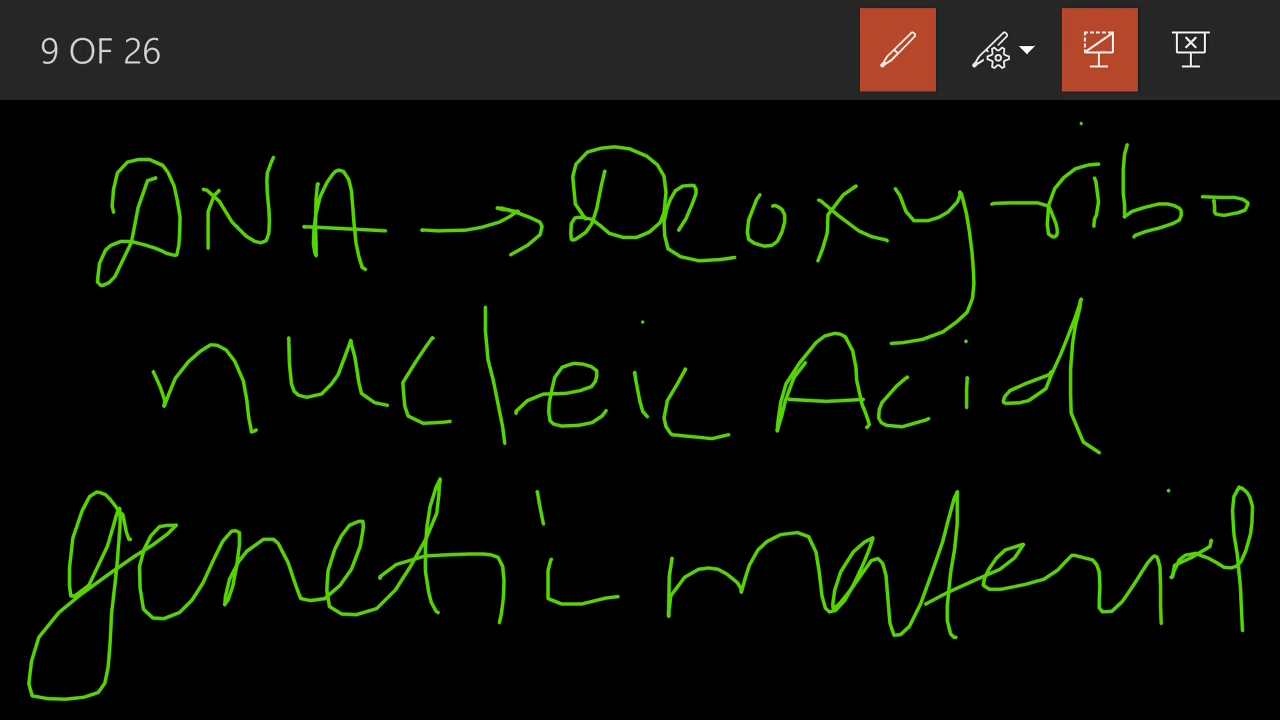 9 OF 26
DNA → Deoxy-ribo
nucleic Acid
genetic material